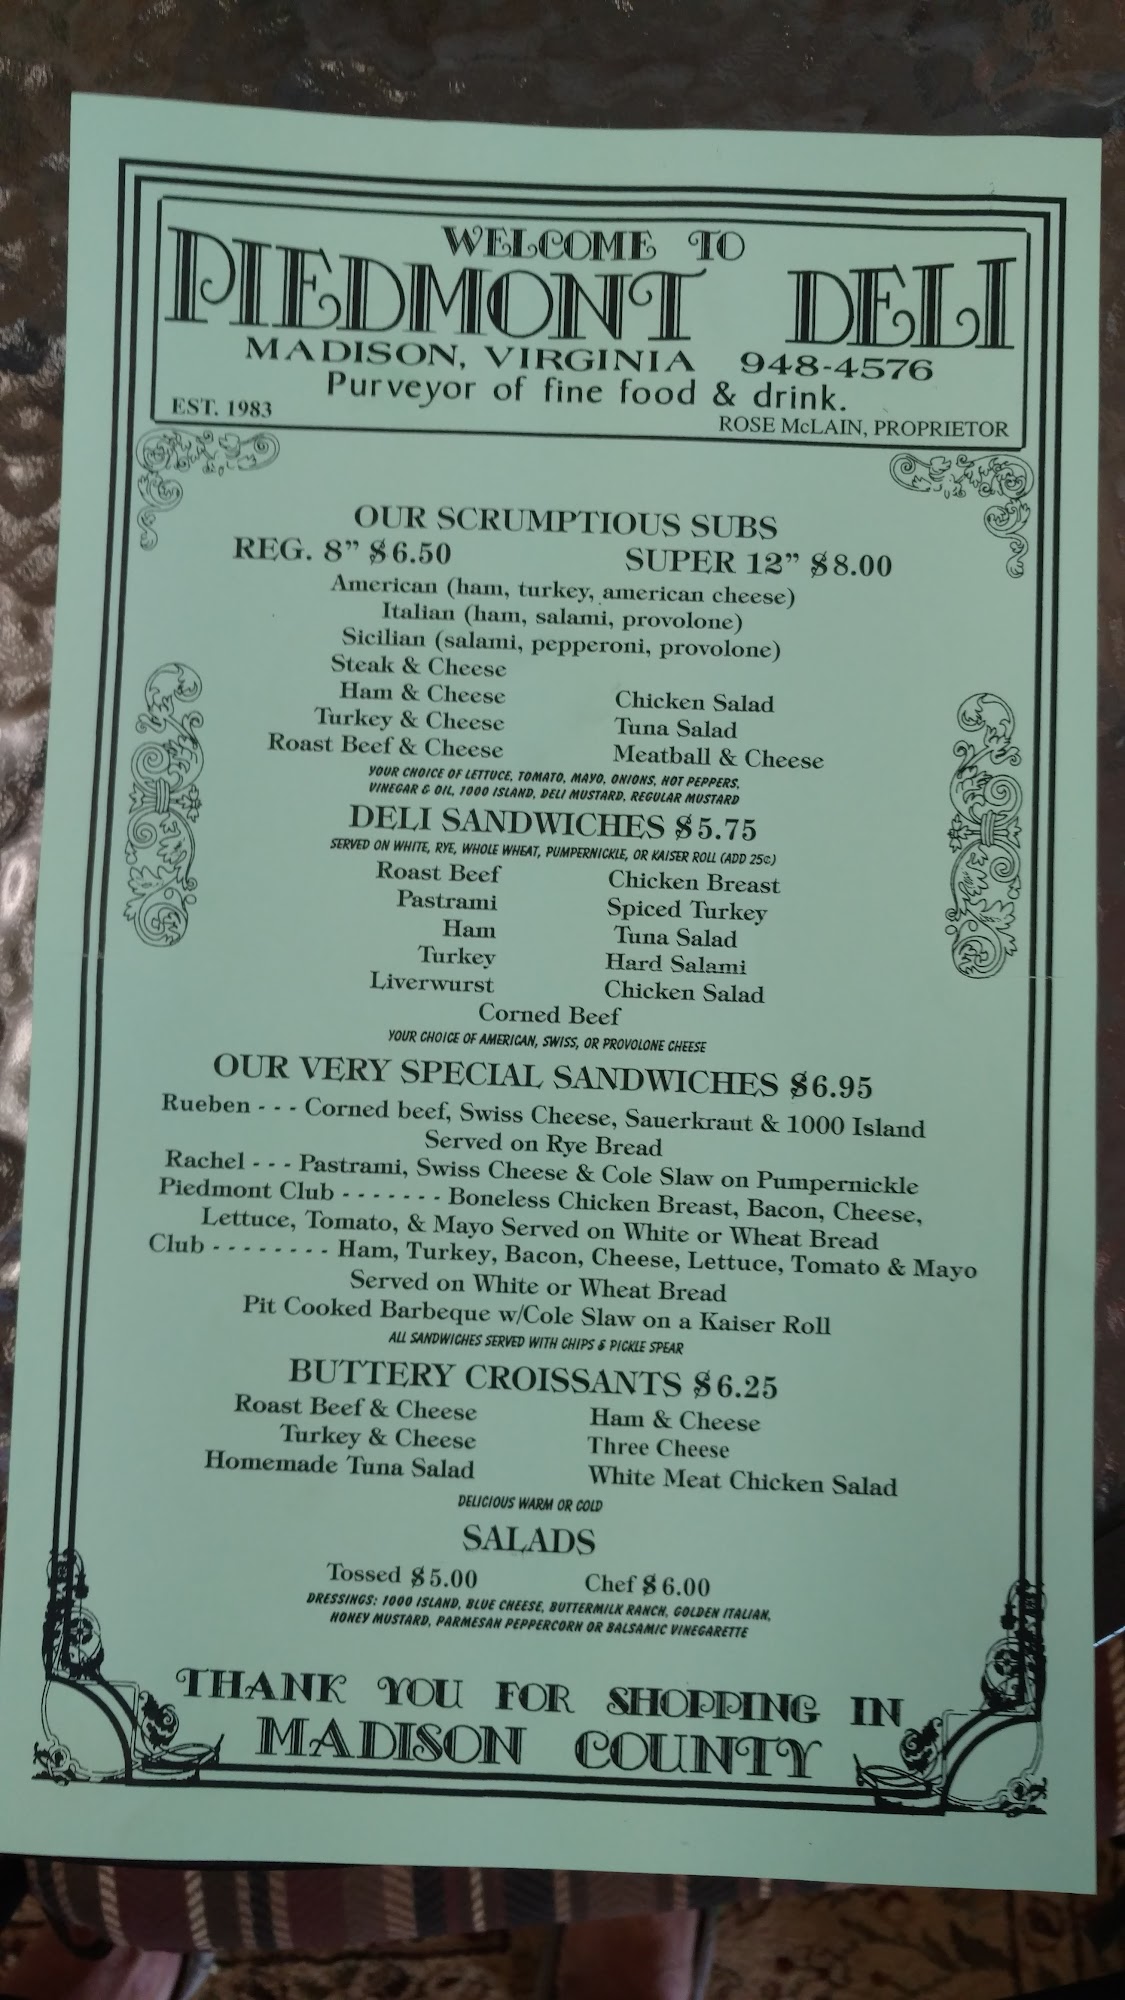 WELCOME TO
PIEDMONT DELI
MADISON, VIRGINIA 948-4576
Purveyor of fine food & drink.
EST. 1983
ROSE McLAIN, PROPRIETOR
OUR SCRUMPTIOUS SUBS
REG. 8" $6.50 SUPER 12" $8.00
American (ham, turkey, american cheese)
Italian (ham, salami, provolone)
Sicilian (salami, pepperoni, provolone)
Steak & Cheese
Ham & Cheese Chicken Salad
Turkey & Cheese Tuna Salad
Roast Beef & Cheese Meatball & Cheese
YOUR CHOICE OF LETTUCE, TOMATO, MAYO, ONIONS, HOT PEPPERS,
VINEGAR & OIL, 1000 ISLAND, DELI MUSTARD, REGULAR MUSTARD
DELI SANDWICHES $5.75
SERVED ON WHITE, RYE, WHOLE WHEAT, PUMPERNICKLE, OR KAISER ROLL (ADD 25¢)
Roast Beef Chicken Breast
Pastrami Spiced Turkey
Ham Tuna Salad
Turkey Hard Salami
Liverwurst Chicken Salad
Corned Beef
YOUR CHOICE OF AMERICAN, SWISS, OR PROVOLONE CHEESE
OUR VERY SPECIAL SANDWICHES $6.95
Rueben - - - Corned beef, Swiss Cheese, Sauerkraut & 1000 Island
Served on Rye Bread
Rachel - - - Pastrami, Swiss Cheese & Cole Slaw on Pumpernickle
Piedmont Club - - - - - - - Boneless Chicken Breast, Bacon, Cheese,
Lettuce, Tomato, & Mayo Served on White or Wheat Bread
Club - - - - - - - - Ham, Turkey, Bacon, Cheese, Lettuce, Tomato & Mayo
Served on White or Wheat Bread
Pit Cooked Barbeque w/Cole Slaw on a Kaiser Roll
ALL SANDWICHES SERVED WITH CHIPS & PICKLE SPEAR
BUTTERY CROISSANTS $6.25
Roast Beef & Cheese Ham & Cheese
Turkey & Cheese Three Cheese
Homemade Tuna Salad White Meat Chicken Salad
DELICIOUS WARM OR COLD
SALADS
Tossed $5.00 Chef $6.00
DRESSINGS: 1000 ISLAND, BLUE CHEESE, BUTTERMILK RANCH, GOLDEN ITALIAN,
HONEY MUSTARD, PARMESAN PEPPERCORN OR BALSAMIC VINEGARETTE
THANK YOU FOR SHOPPING IN
MADISON COUNTY